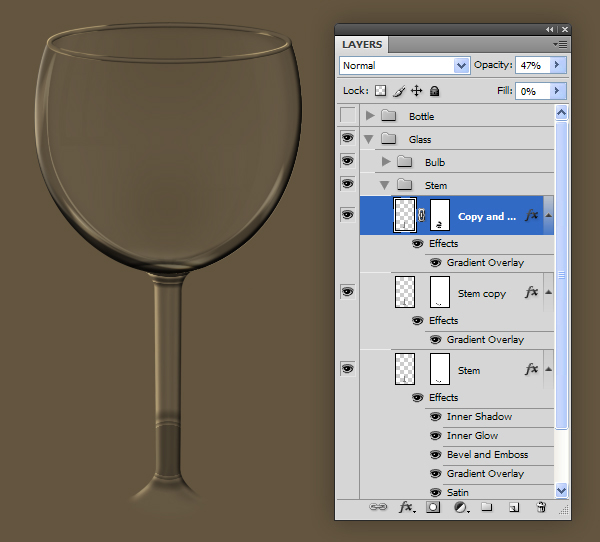 LAYERS
Normal Opacity: 47%
Lock: Fill: 0%
Bottle
Glass
Bulb
Stem
Copy and ... fx
Effects
Gradient Overlay
Stem copy fx
Effects
Gradient Overlay
Stem fx
Effects
Inner Shadow
Inner Glow
Bevel and Emboss
Gradient Overlay
Satin
fx